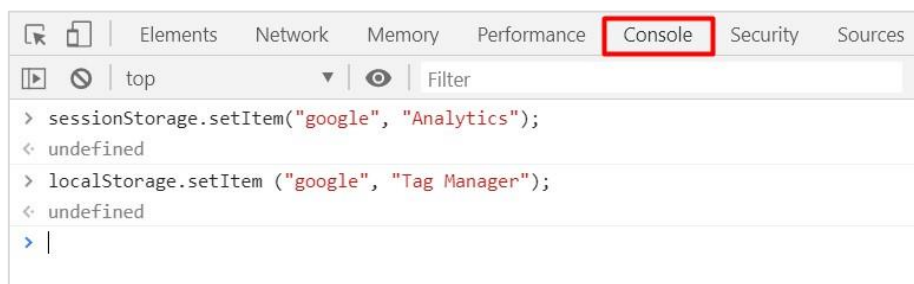 Elements Network Memory Performance Console Security Sources
top Filter
> sessionStorage.setItem("google", "Analytics");
undefined
> localStorage.setItem ("google", "Tag Manager");
undefined
>